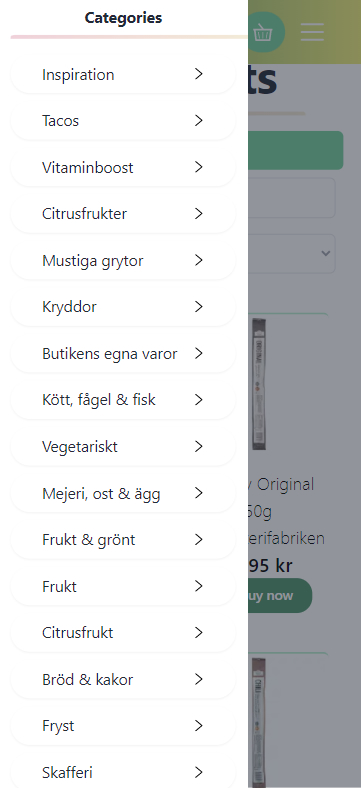 Categories
Inspiration
Tacos
Vitaminboost
Citrusfrukter
Mustiga grytor
Kryddor
Butikens egna varor
Kött, fågel & fisk
Vegetariskt
Mejeri, ost & ägg
Frukt & grönt
Frukt
Citrusfrukt
Bröd & kakor
Fryst
Skafferi
ts
y Original
50g
erifabriken
95 kr
uy now